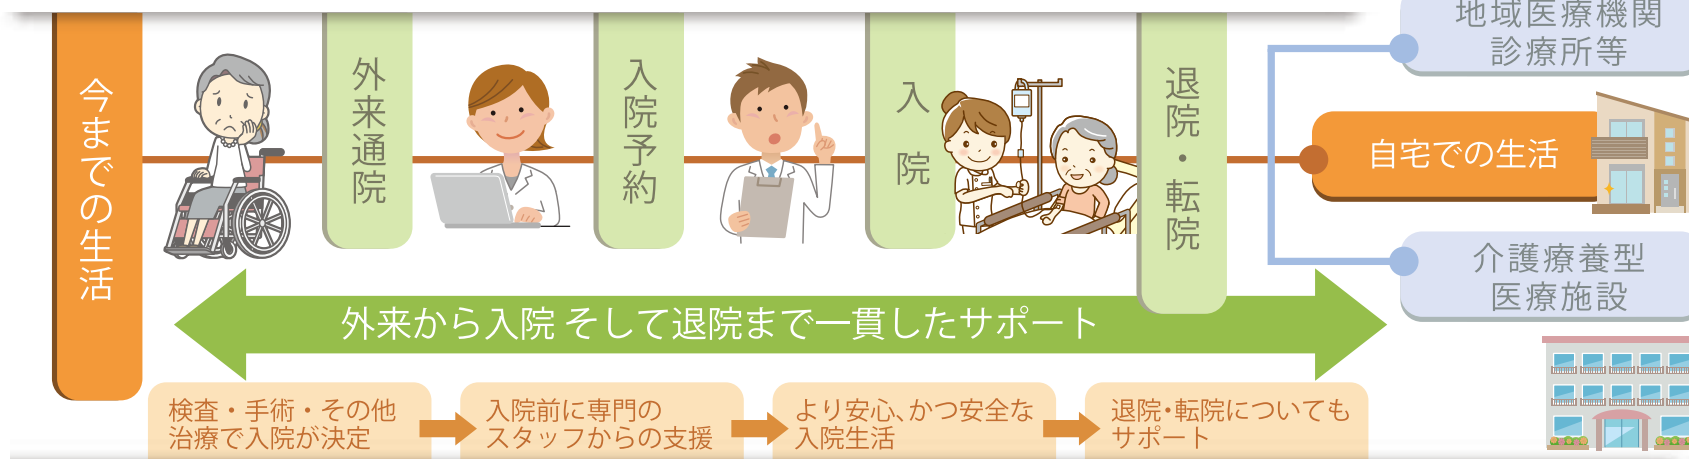 今までの生活
外来通院
入院予約
入院
退院・転院
地域医療機関
診療所等
自宅での生活
介護療養型
医療施設
外来から入院 そして退院まで一貫したサポート
検査・手術・その他
治療で入院が決定
入院前に専門の
スタッフからの支援
より安心、かつ安全な
入院生活
退院・転院についても
サポート